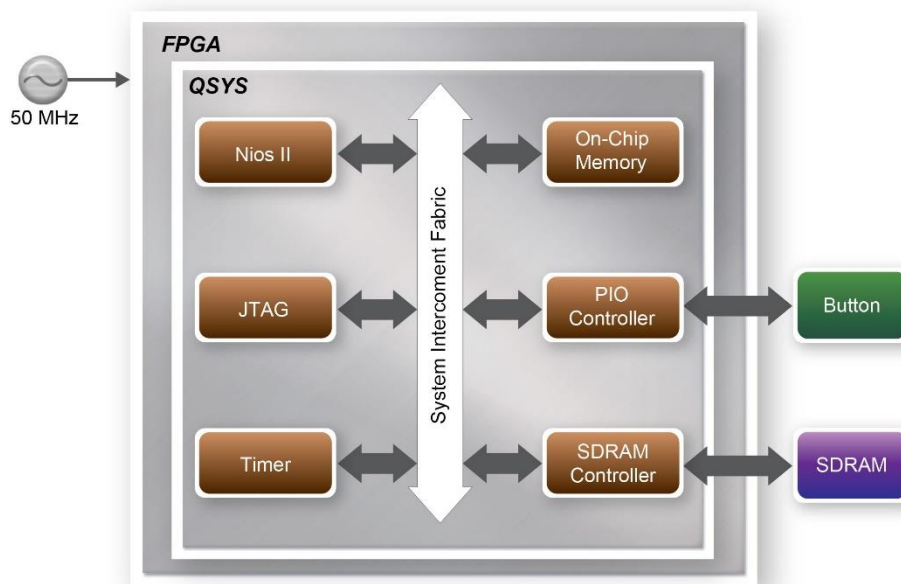 FPGA
QSYS
50 MHz
Nios II
On-Chip
Memory
System Intercoment Fabric
JTAG
PIO
Controller
Button
Timer
SDRAM
Controller
SDRAM